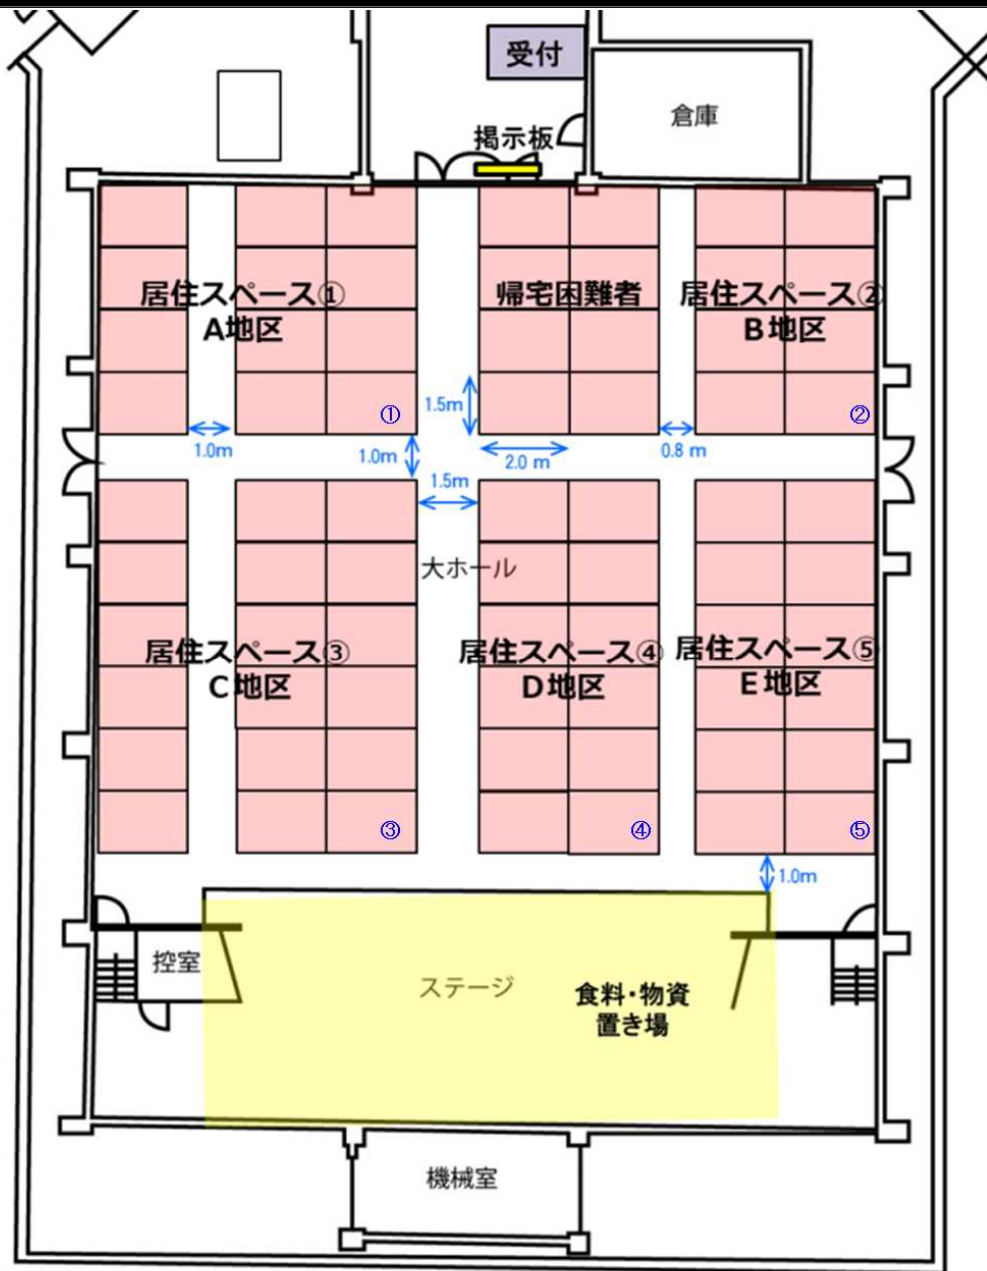 受付
倉庫
掲示板
居住スペース①
A地区
帰宅困難者
居住スペース②
B地区
1.5m
①
②
1.0m
1.0m
2.0 m
0.8 m
1.5m
大ホール
居住スペース③
C地区
居住スペース④
D地区
居住スペース⑤
E地区
③
④
⑤
1.0m
控室
ステージ
食料・物資
置き場
機械室